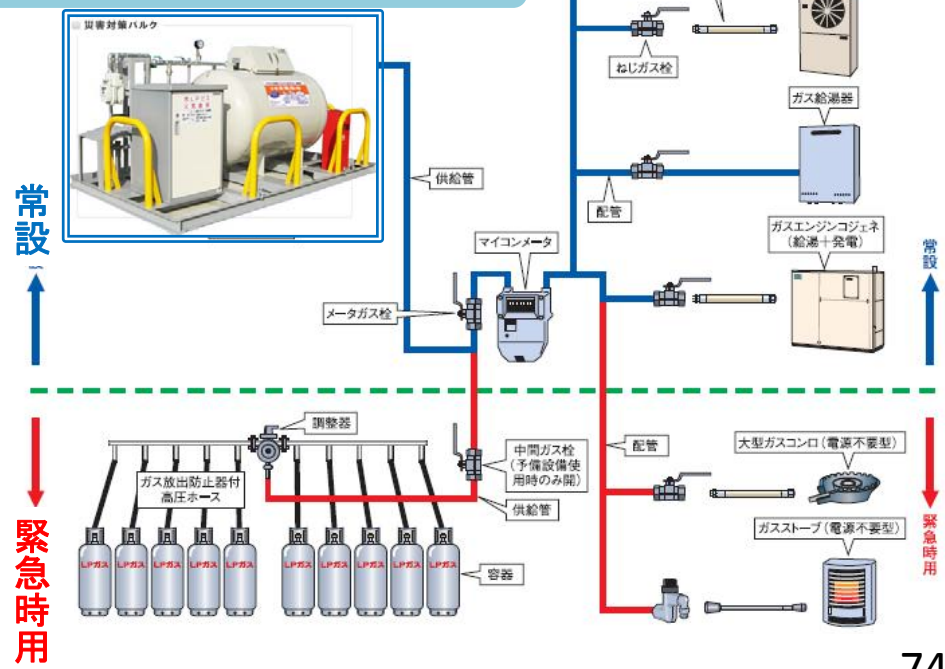 災害対策バルク
ねじガス栓
ガス給湯器
供給管
配管
常設
マイコンメータ
ガスエンジンコジェネ
(給湯+発電)
常設
メータガス栓
調整器
中間ガス栓
(予備設備使
用時のみ開)
配管
大型ガスコンロ(電源不要型)
ガス放出防止器付
高圧ホース
供給管
ガスストーブ(電源不要型)
緊急時用
緊急時用
LPガス
LPガス
LPガス
LPガス
LPガス
LPガス
LPガス
LPガス
LPガス
LPガス
容器
74